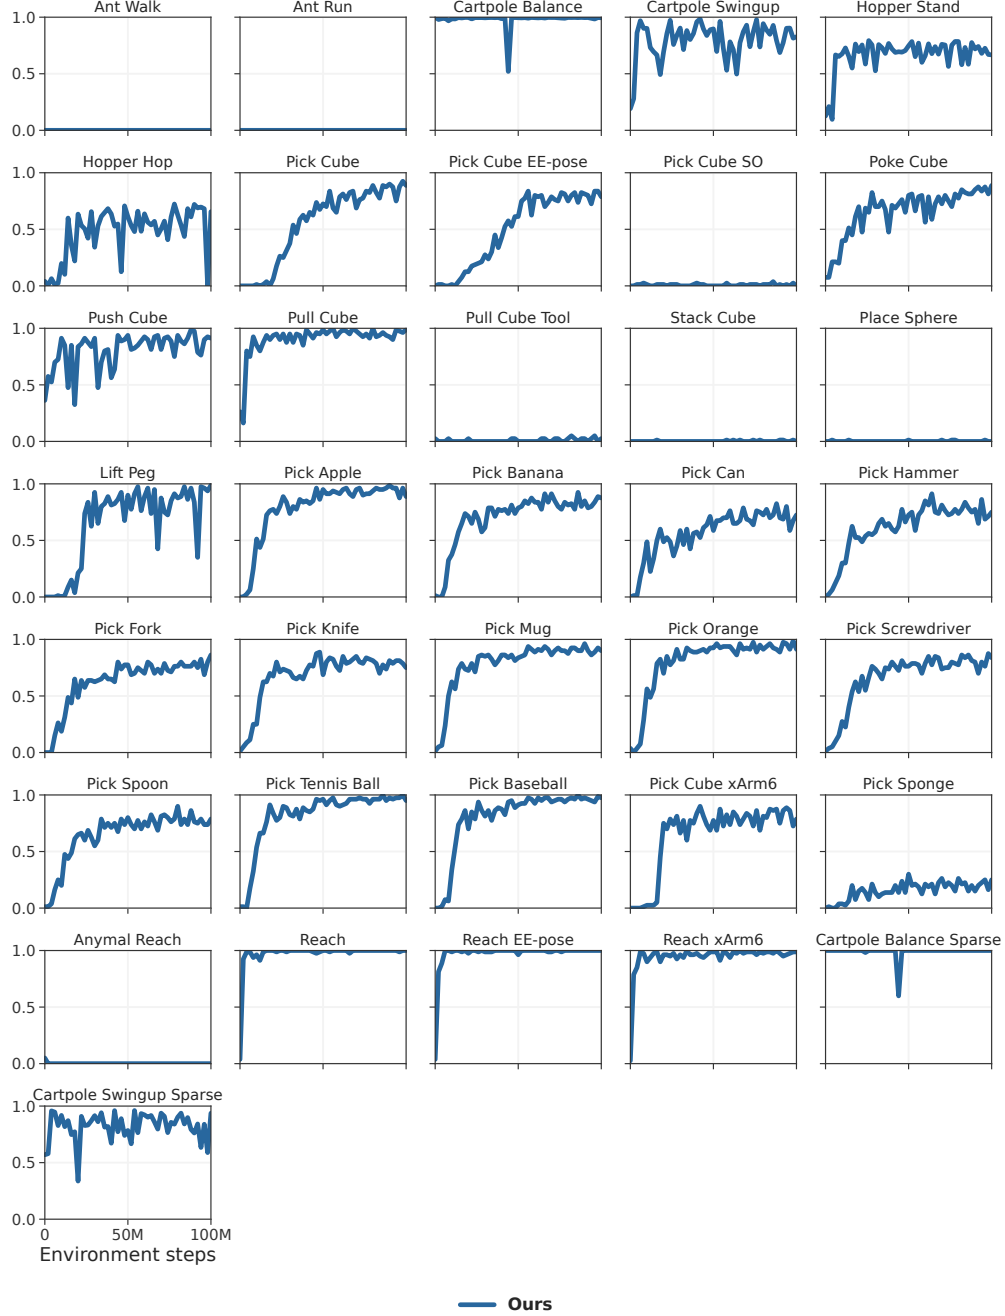 Ant Walk Ant Run Cartpole Balance Cartpole Swingup Hopper Stand
1.0
0.5
0.0
Hopper Hop Pick Cube Pick Cube EE-pose Pick Cube SO Poke Cube
1.0
0.5
0.0
Push Cube Pull Cube Pull Cube Tool Stack Cube Place Sphere
1.0
0.5
0.0
Lift Peg Pick Apple Pick Banana Pick Can Pick Hammer
1.0
0.5
0.0
Pick Fork Pick Knife Pick Mug Pick Orange Pick Screwdriver
1.0
0.5
0.0
Pick Spoon Pick Tennis Ball Pick Baseball Pick Cube xArm6 Pick Sponge
1.0
0.5
0.0
Anymal Reach Reach Reach EE-pose Reach xArm6 Cartpole Balance Sparse
1.0
0.5
0.0
Cartpole Swingup Sparse
1.0
0.5
0.0
0 50M 100M
Environment steps
Ours